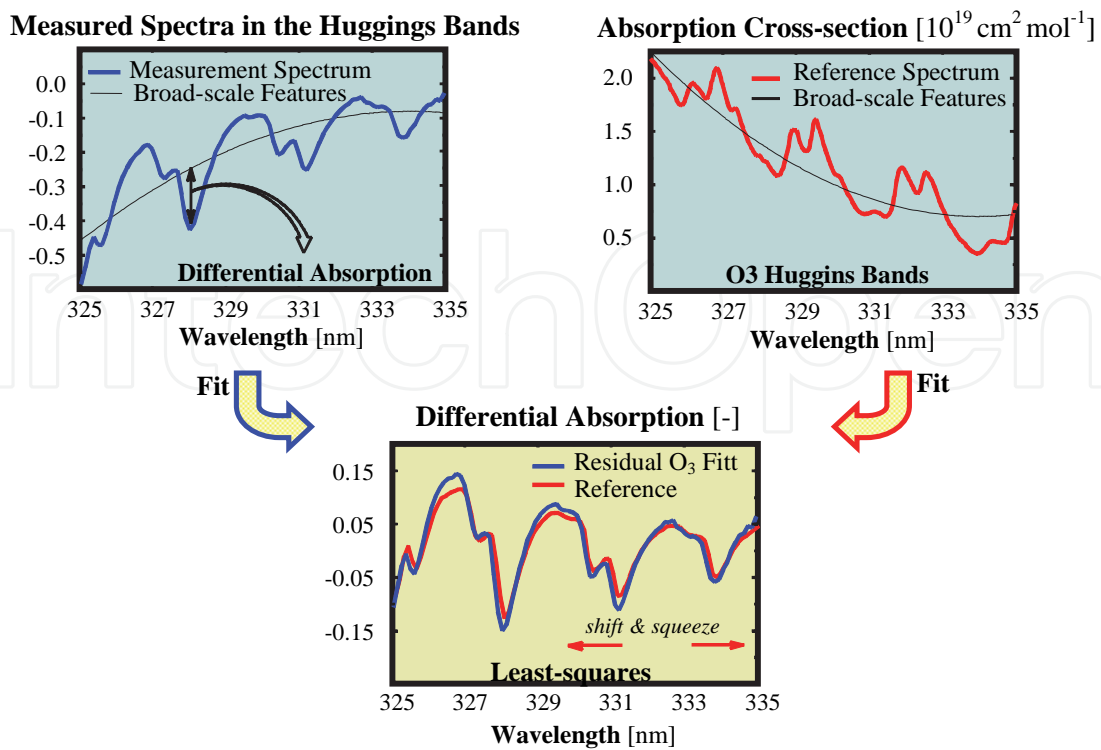 Measured Spectra in the Huggings Bands
Measurement Spectrum
Broad-scale Features
0.0
-0.1
-0.2
-0.3
-0.4
-0.5
Differential Absorption
325 327 329 331 333 335
Wavelength [nm]
Absorption Cross-section [10^19 cm^2 mol^-1]
Reference Spectrum
Broad-scale Features
2.0
1.5
1.0
0.5
O3 Huggins Bands
325 327 329 331 333 335
Wavelength [nm]
Fit
Fit
Differential Absorption [-]
Residual O3 Fitt
Reference
0.15
0.05
-0.05
-0.15
shift & squeeze
Least-squares
325 327 329 331 333 335
Wavelength [nm]
IntechOpen